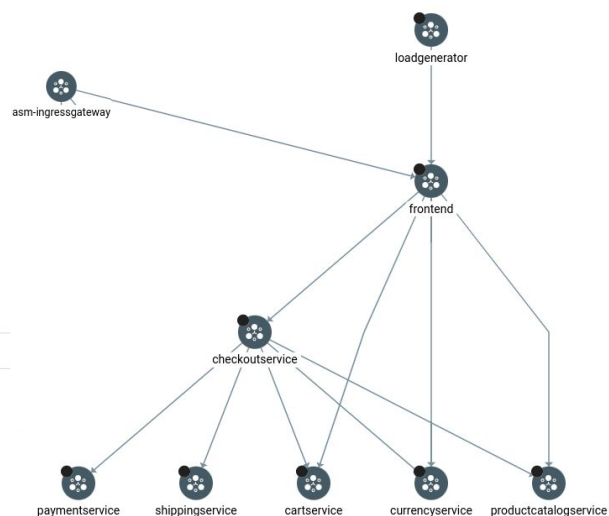 loadgenerator
asm-ingressgateway
frontend
checkoutservice
paymentservice
shippingservice
cartservice
currencyservice
productcatalogservice